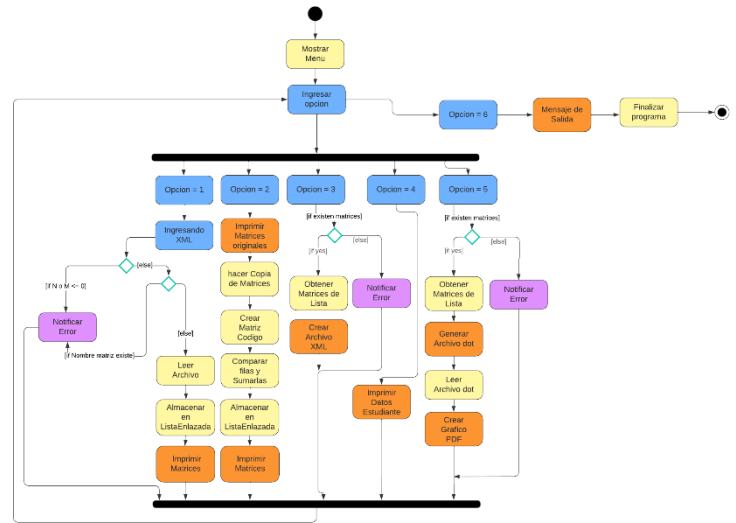 Mostrar
Menu
Ingresar
opcion
Opcion = 6
Mensaje de
Salida
Finalizar
programa
Opcion = 1
Opcion = 2
Opcion = 3
Opcion = 4
Opcion = 5
Ingresando
XML
[else]
[if N o M <= 0]
Notificar
Error
[if Nombre matriz existe]
[else]
Leer
Archivo
Almacenar
en
ListaEnlazada
Imprimir
Matrices
Imprimir
Matrices
originales
hacer Copia
de Matrices
Crear
Matriz
Codigo
Comparar
filas y
Sumarlas
Almacenar
en
ListaEnlazada
Imprimir
Matrices
[if existen matrices]
[else]
[if yes]
Obtener
Matrices de
Lista
Notificar
Error
Crear
Archivo
XML
Imprimir
Datos
Estudiante
[if existen matrices]
[else]
[if yes]
Obtener
Matrices de
Lista
Notificar
Error
Generar
Archivo dot
Leer
Archivo dot
Crear
Grafico
PDF